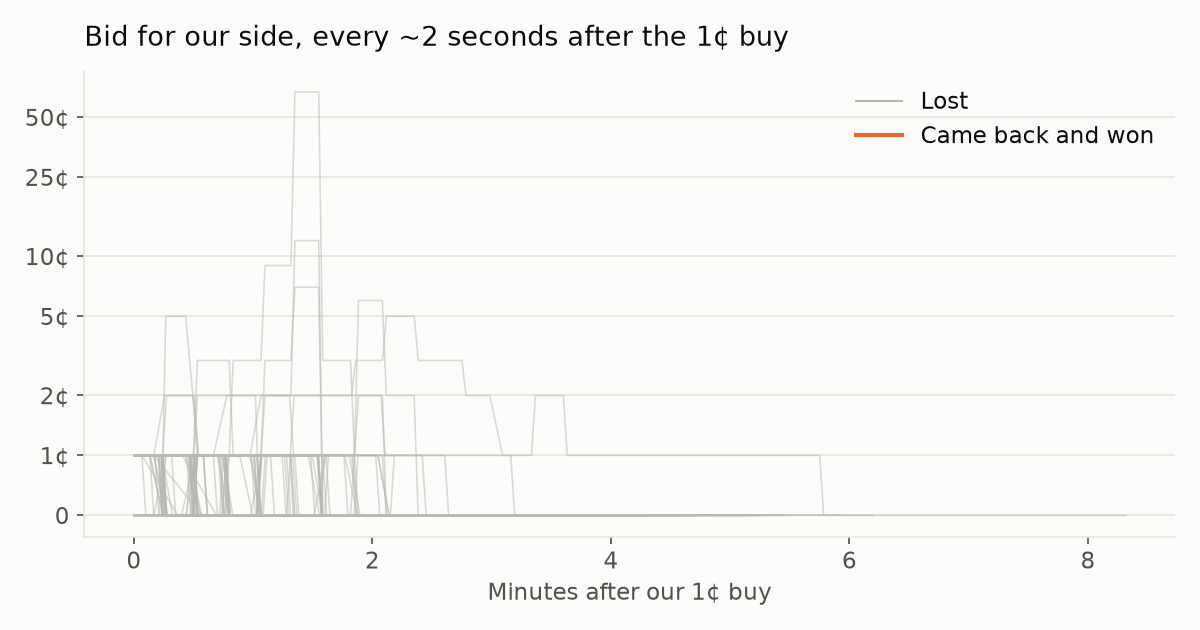 Bid for our side, every ~2 seconds after the 1¢ buy
Lost
Came back and won
50¢
25¢
10¢
5¢
2¢
1¢
0
0 2 4 6 8
Minutes after our 1¢ buy